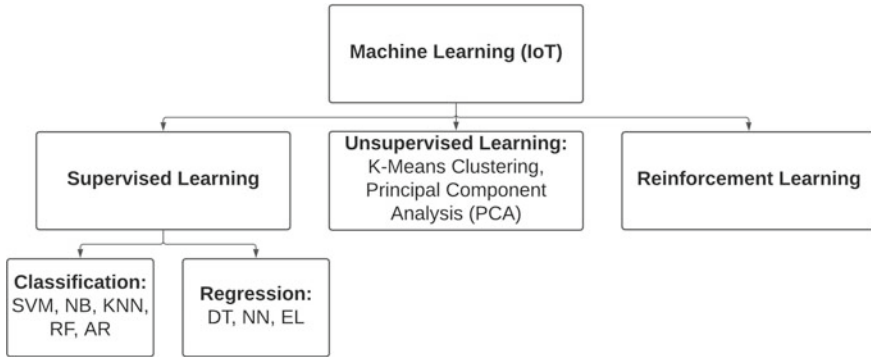 Machine Learning (IoT)
Supervised Learning
Unsupervised Learning:
K-Means Clustering,
Principal Component
Analysis (PCA)
Reinforcement Learning
Classification:
SVM, NB, KNN,
RF, AR
Regression:
DT, NN, EL